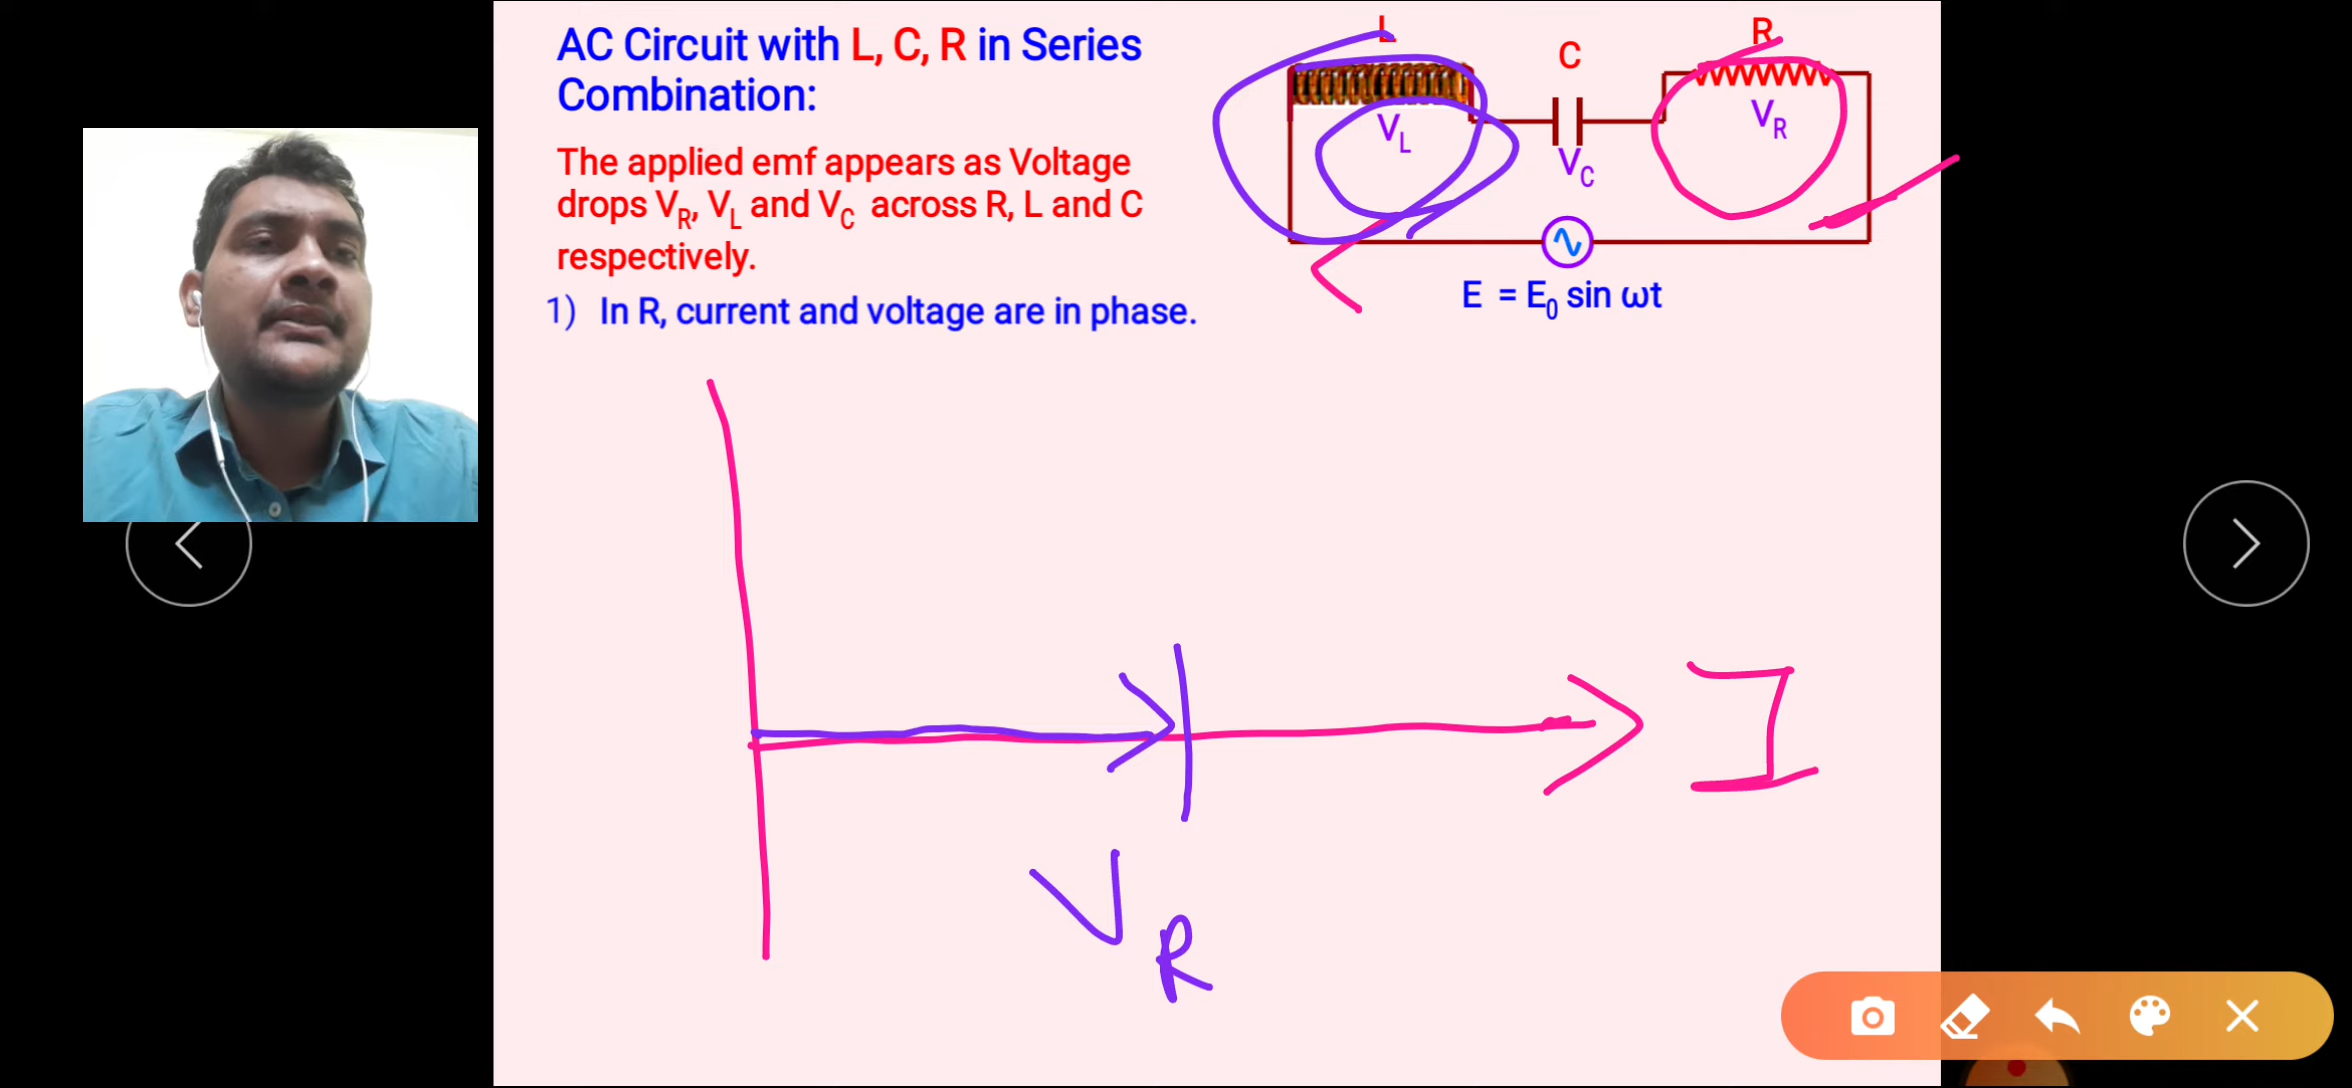 AC Circuit with L, C, R in Series
Combination:
The applied emf appears as Voltage
drops VR, VL and VC across R, L and C
respectively.
1) In R, current and voltage are in phase.
L
C
R
VL
VC
VR
E = E0 sin ωt
I
VR